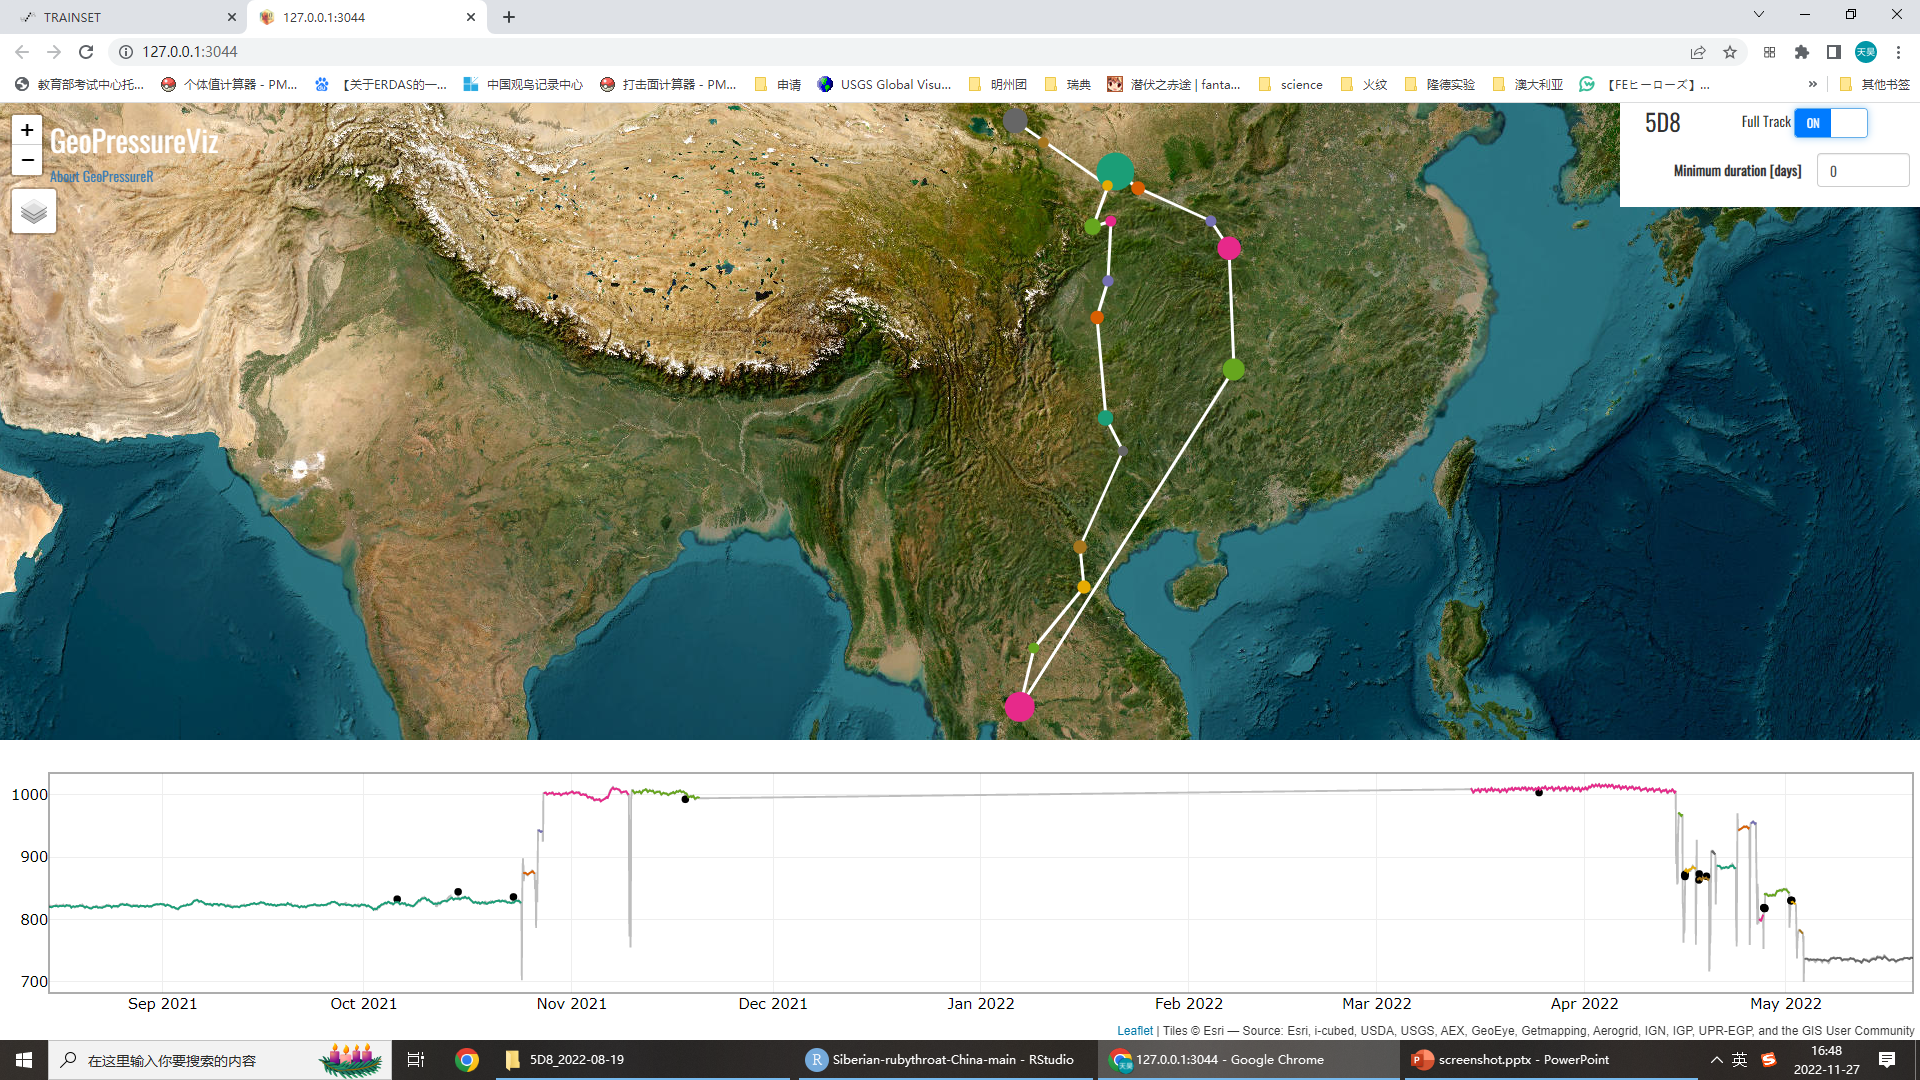 TRAINSET
127.0.0.1:3044
127.0.0.1:3044
天昊
教育部考试中心托...
个体值计算器 - PM...
【关于ERDAS的一...
中国观鸟记录中心
打击面计算器 - PM...
申请
USGS Global Visu...
明州团
瑞典
潜伏之赤途 | fanta...
science
火纹
隆德实验
澳大利亚
【FEヒーローズ】...
»
其他书签
+
−
GeoPressureViz
About GeoPressureR
5D8
Full Track
ON
Minimum duration [days]
0
1000
900
800
700
Sep 2021
Oct 2021
Nov 2021
Dec 2021
Jan 2022
Feb 2022
Mar 2022
Apr 2022
May 2022
Leaflet | Tiles © Esri — Source: Esri, i-cubed, USDA, USGS, AEX, GeoEye, Getmapping, Aerogrid, IGN, IGP, UPR-EGP, and the GIS User Community
在这里输入你要搜索的内容
5D8_2022-08-19
R
Siberian-rubythroat-China-main - RStudio
天昊
127.0.0.1:3044 - Google Chrome
P
screenshot.pptx - PowerPoint
英
S
16:48
2022-11-27